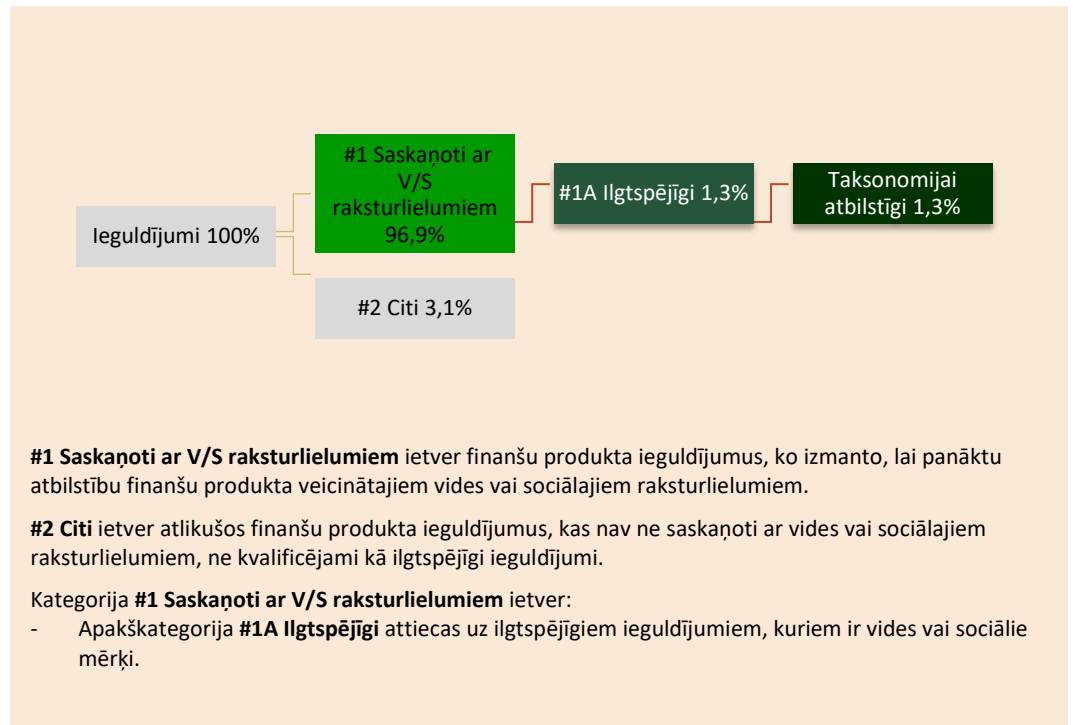 #1 Saskaņoti ar
V/S
raksturlielumiem
96,9%
#1A Ilgtspējīgi 1,3%
Taksonomijai
atbilstīgi 1,3%
Ieguldījumi 100%
#2 Citi 3,1%
#1 Saskaņoti ar V/S raksturlielumiem ietver finanšu produkta ieguldījumus, ko izmanto, lai panāktu
atbilstību finanšu produkta veicinātajiem vides vai sociālajiem raksturlielumiem.
#2 Citi ietver atlikušos finanšu produkta ieguldījumus, kas nav ne saskaņoti ar vides vai sociālajiem
raksturlielumiem, ne kvalificējami kā ilgtspējīgi ieguldījumi.
Kategorija #1 Saskaņoti ar V/S raksturlielumiem ietver:
- Apakškategorija #1A Ilgtspējīgi attiecas uz ilgtspējīgiem ieguldījumiem, kuriem ir vides vai sociālie
mērķi.